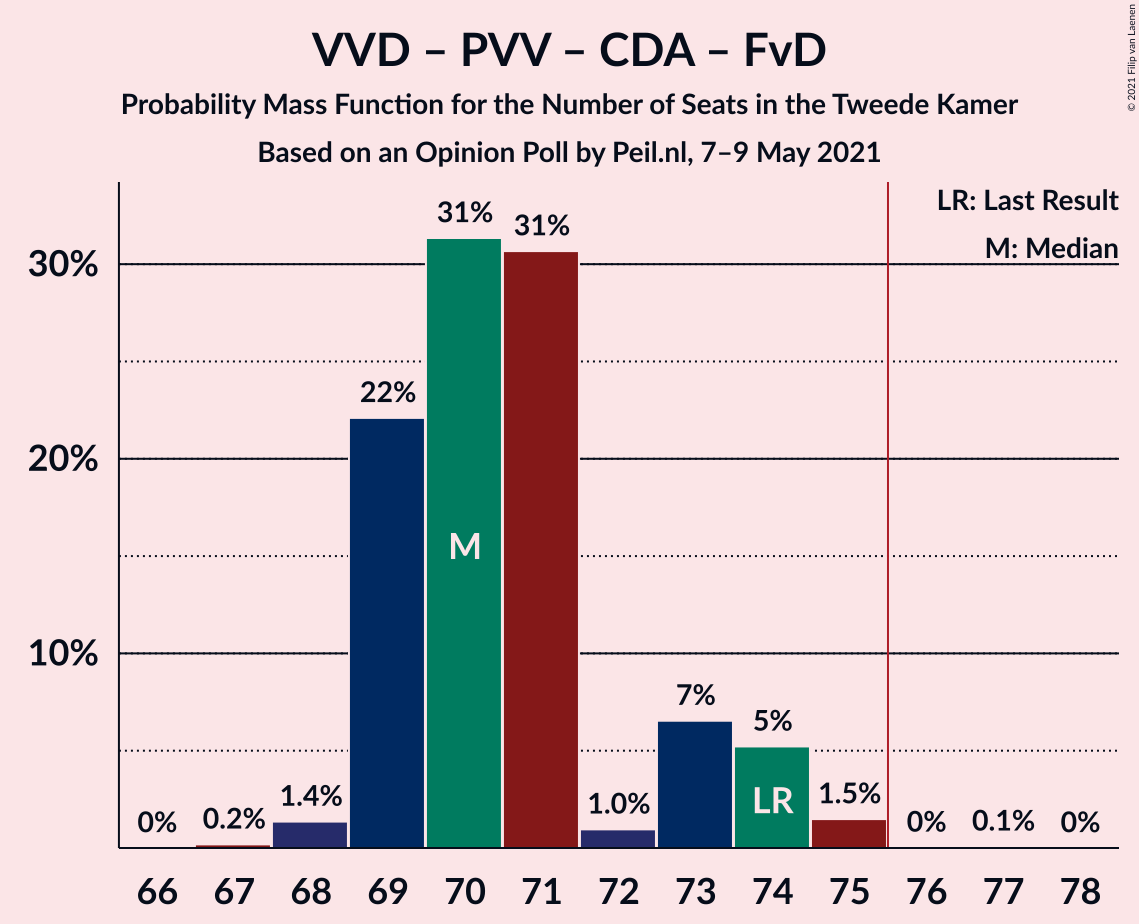 VVD – PVV – CDA – FvD
Probability Mass Function for the Number of Seats in the Tweede Kamer
Based on an Opinion Poll by Peil.nl, 7–9 May 2021
© 2021 Filip van Laenen
LR: Last Result
M: Median
30%
20%
10%
0%
0.2%
1.4%
22%
31%
31%
1.0%
7%
5%
1.5%
0%
0.1%
0%
M
LR
66 67 68 69 70 71 72 73 74 75 76 77 78